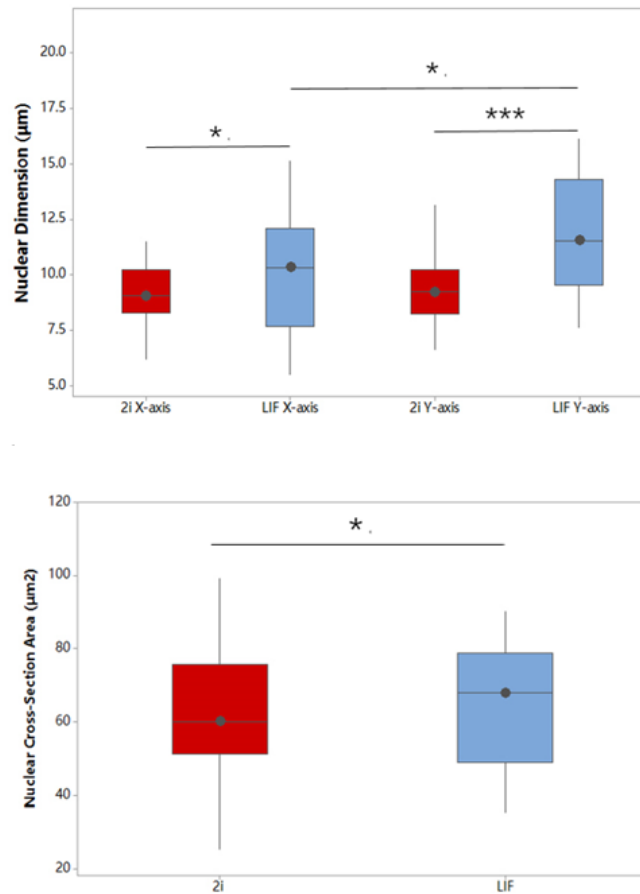 Nuclear Dimension (µm)
20.0
17.5
15.0
12.5
10.0
7.5
5.0
*.
*.
***
2i X-axis
LIF X-axis
2i Y-axis
LIF Y-axis
Nuclear Cross-Section Area (µm2)
120
100
80
60
40
20
*.
2i
LIF